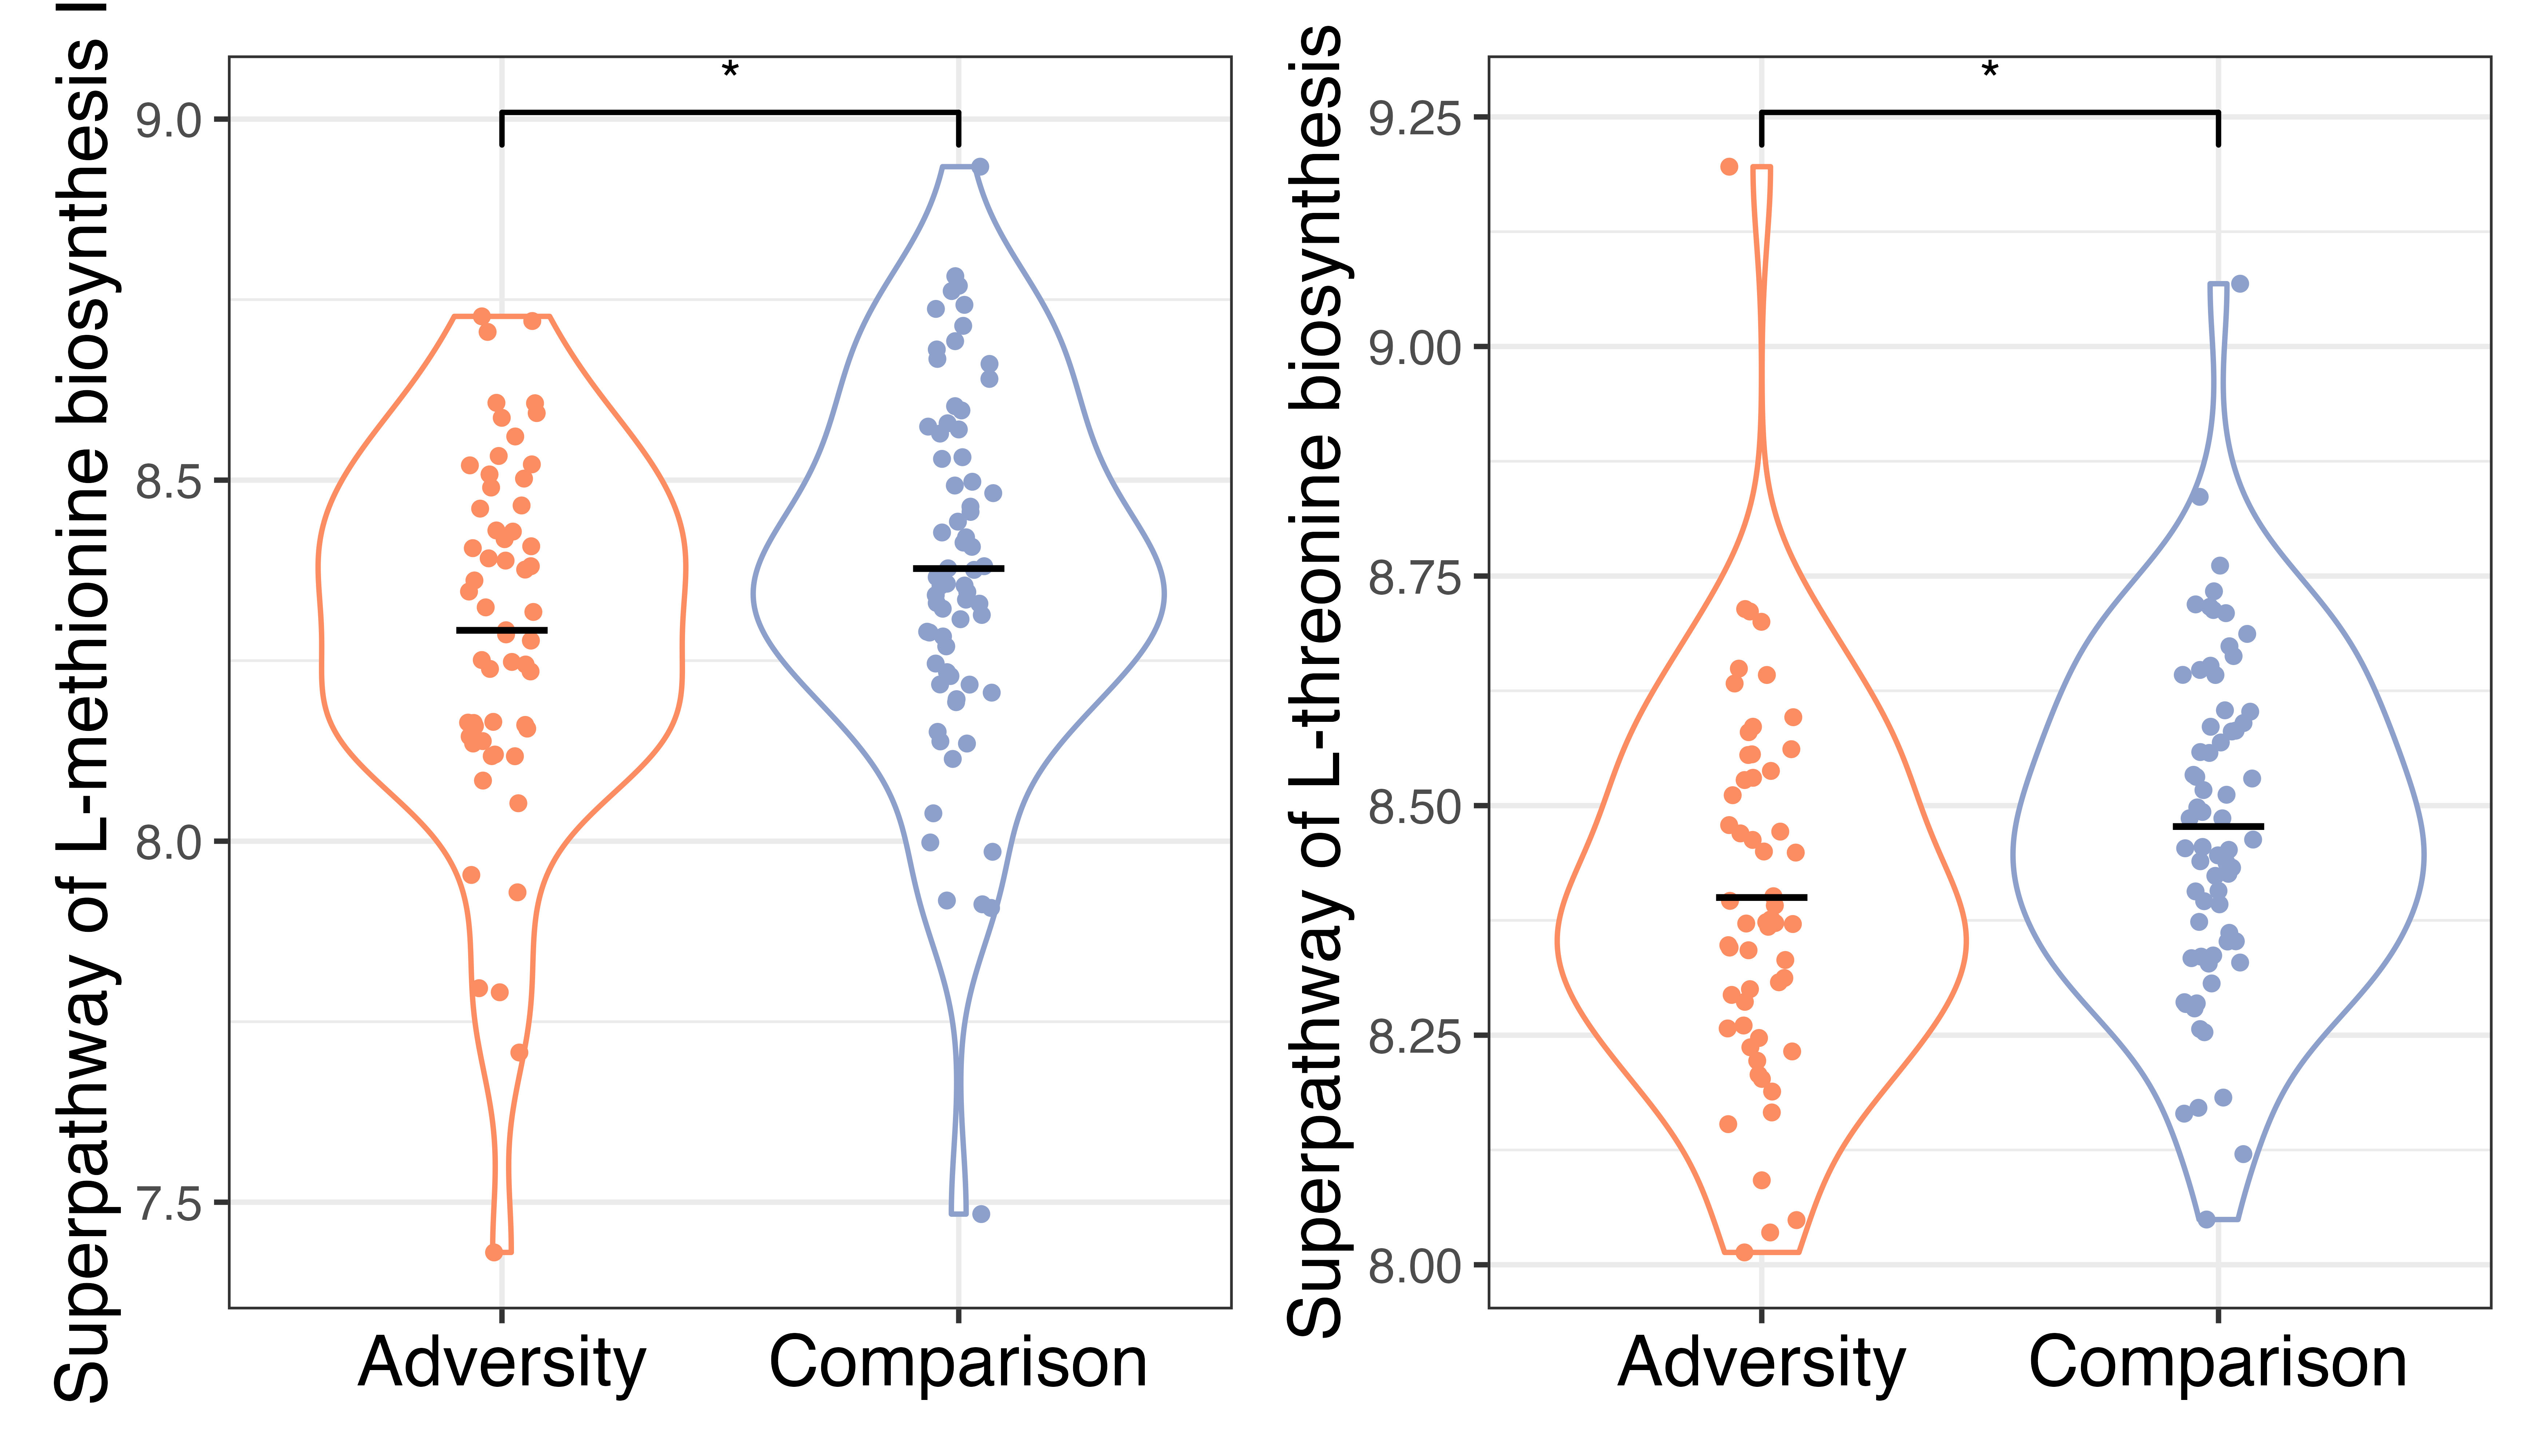 Superpathway of L-methionine biosynthesis
*
9.0
8.5
8.0
7.5
Adversity
Comparison
Superpathway of L-threonine biosynthesis
*
9.25
9.00
8.75
8.50
8.25
8.00
Adversity
Comparison